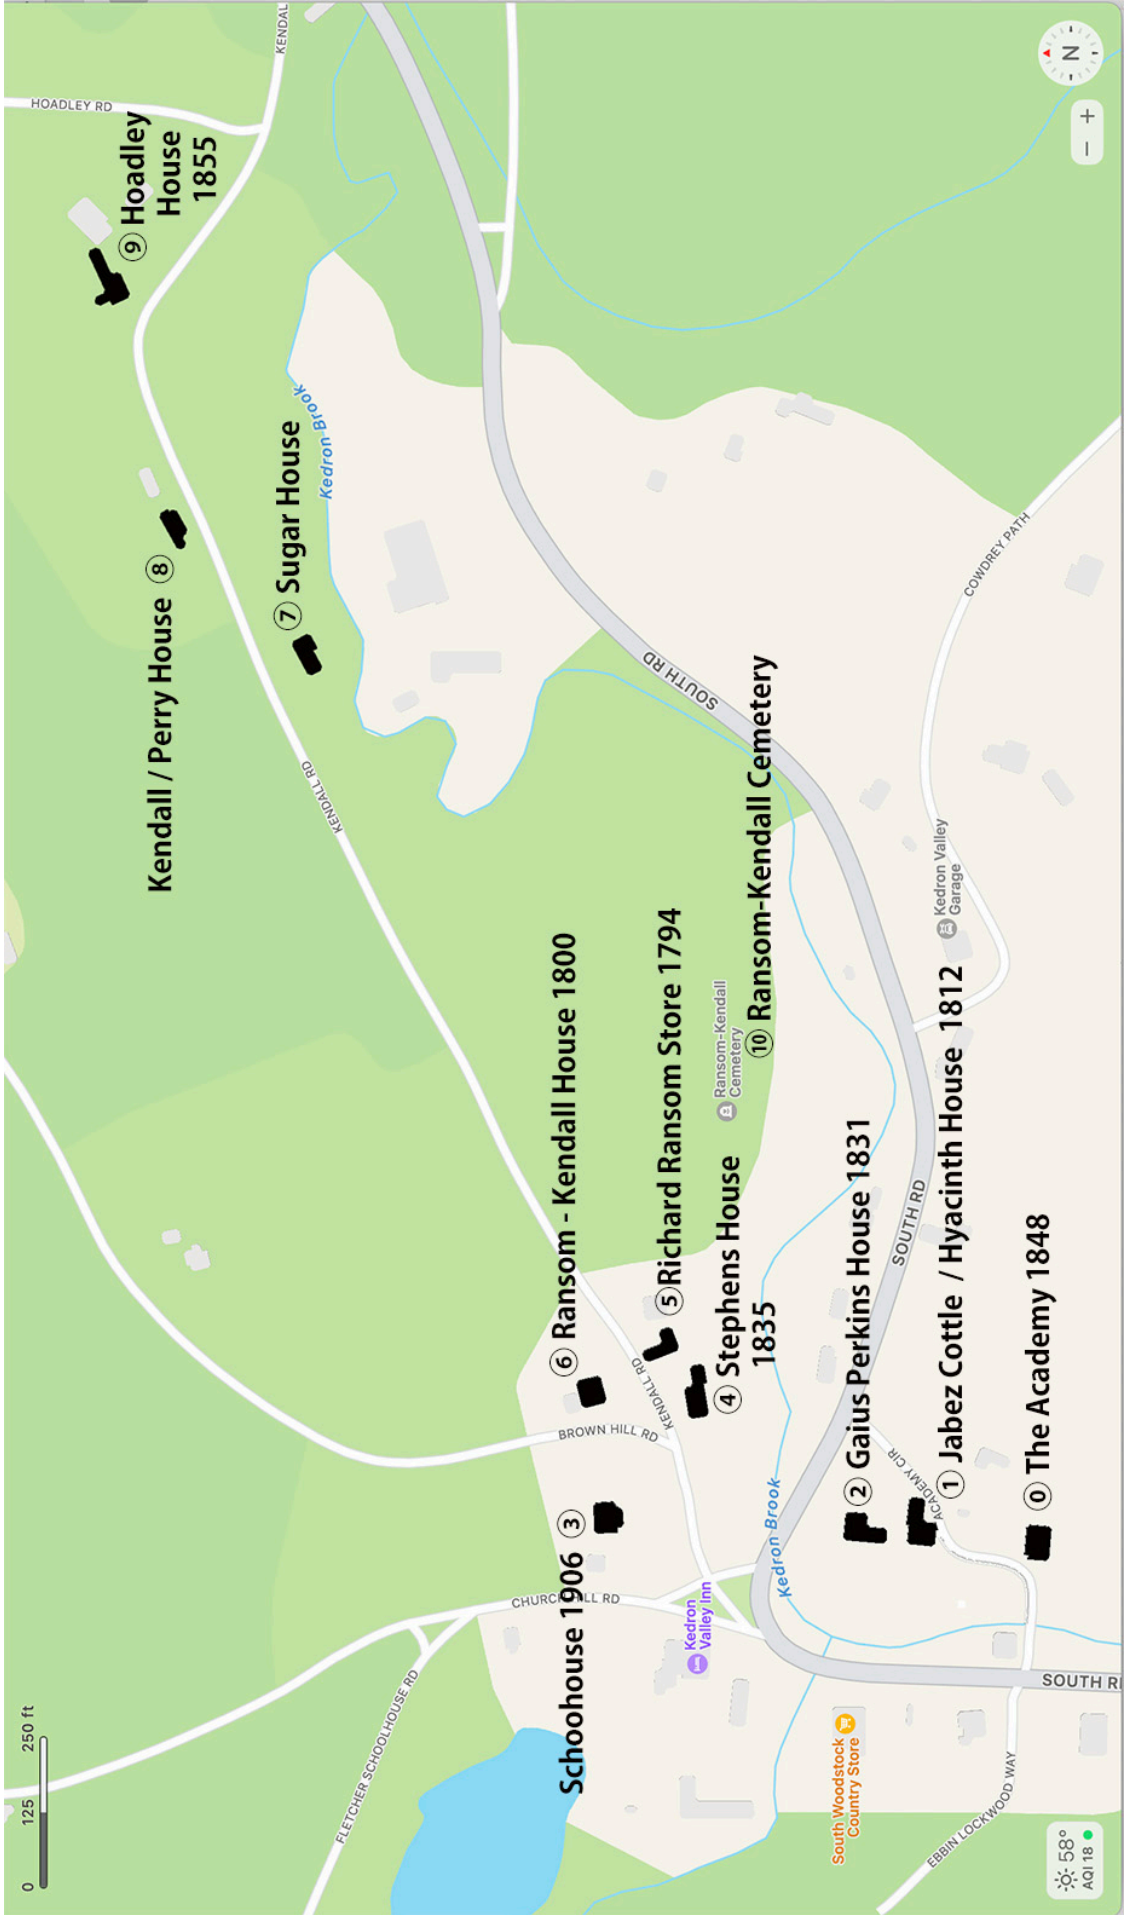 0 125 250 ft
HOADLEY RD
KENDAL
N
− +
⑨ Hoadley
House
1855
Kedron Brook
⑦ Sugar House
Kendall / Perry House ⑧
KENDALL RD
SOUTH RD
COWDREY PATH
Kedron Valley
Garage
⑥ Ransom - Kendall House 1800
⑤ Richard Ransom Store 1794
Ransom-Kendall
Cemetery
⑩ Ransom-Kendall Cemetery
④ Stephens House
1835
KENDALL RD
BROWN HILL RD
Schoohouse 1906 ③
CHURCH HILL RD
FLETCHER SCHOOLHOUSE RD
Kedron
Valley Inn
Kedron Brook
② Gaius Perkins House 1831
SOUTH RD
① Jabez Cottle / Hyacinth House 1812
ACADEMY CIR
⓪ The Academy 1848
South Woodstock
Country Store
SOUTH R
EBBIN LOCKWOOD WAY
58°
AQI 18